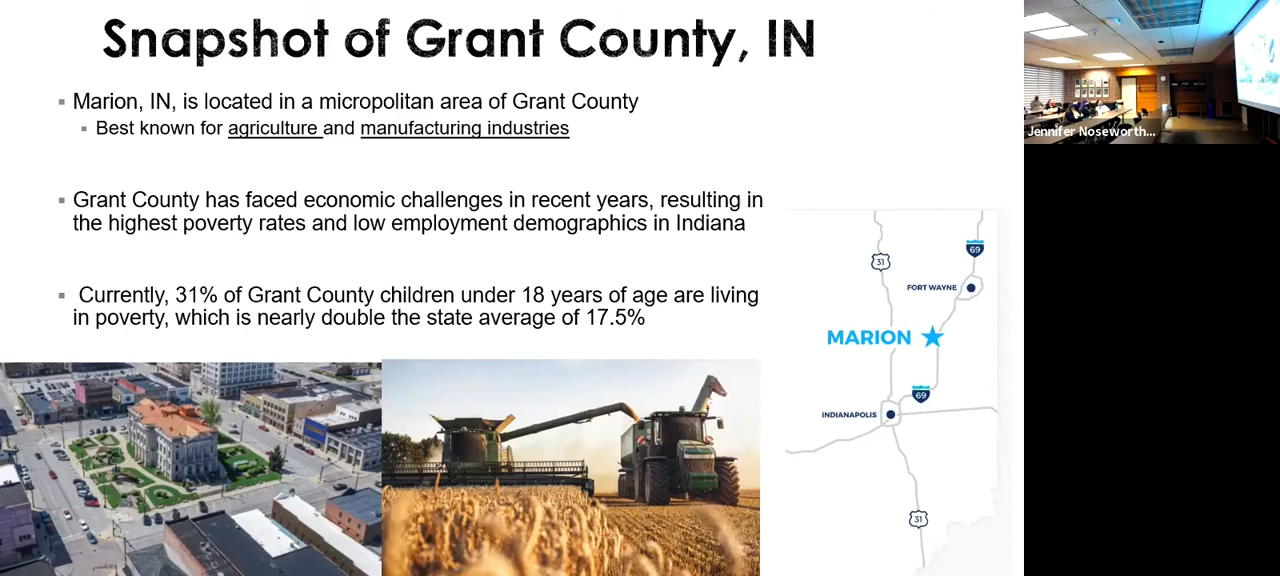 Snapshot of Grant County, IN
Marion, IN, is located in a micropolitan area of Grant County
Best known for agriculture and manufacturing industries
Grant County has faced economic challenges in recent years, resulting in
the highest poverty rates and low employment demographics in Indiana
Currently, 31% of Grant County children under 18 years of age are living
in poverty, which is nearly double the state average of 17.5%
Jennifer Noseworth...
31
69
FORT WAYNE
MARION
69
INDIANAPOLIS
31